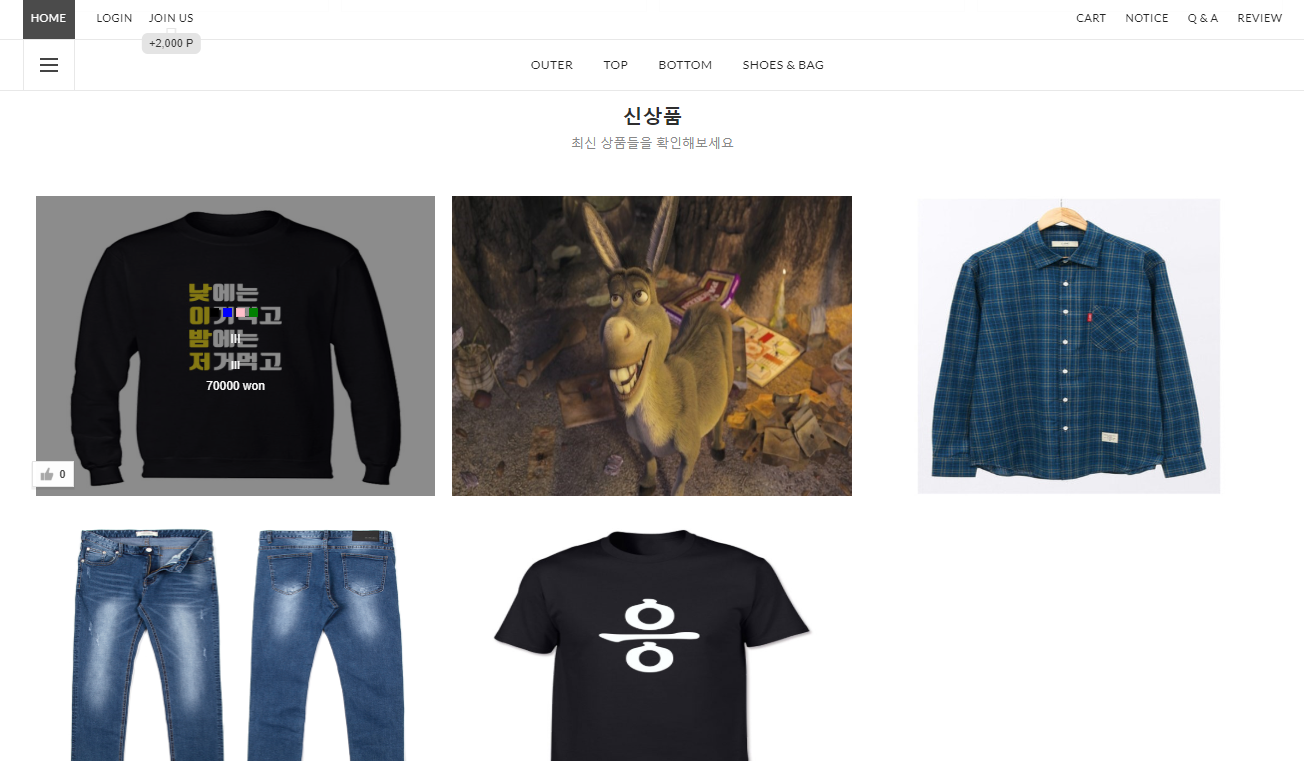 HOME LOGIN JOIN US CART NOTICE Q & A REVIEW
+2,000 P
OUTER TOP BOTTOM SHOES & BAG
신상품
최신 상품들을 확인해보세요
낮에는
이거먹고
밤에는
저거먹고
70000 won
0
흥